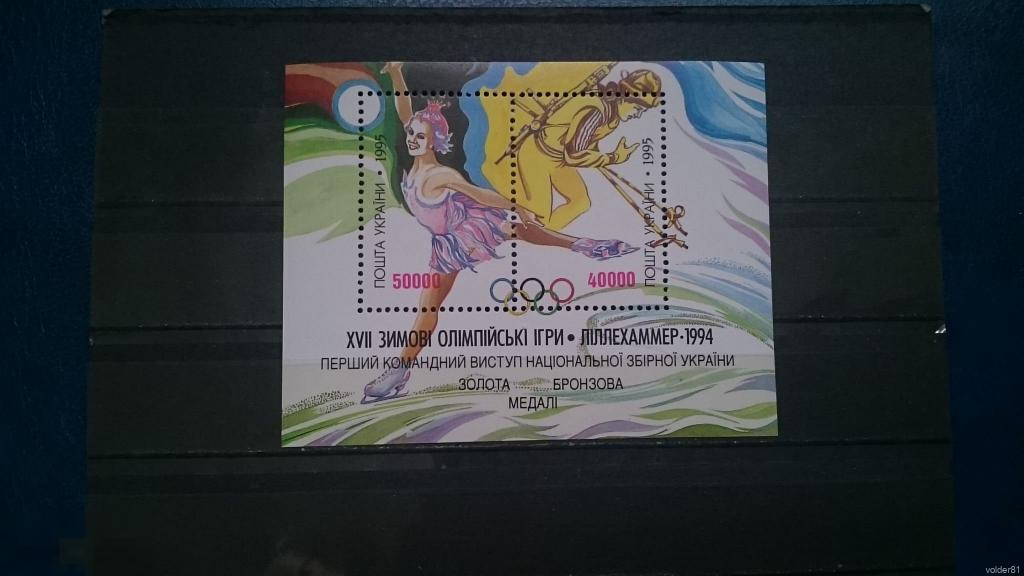 ПОШТА УКРАЇНИ • 1995
50000
40000
ПОШТА УКРАЇНИ • 1995
XVII ЗИМОВІ ОЛІМПІЙСЬКІ ІГРИ • ЛІЛЛЕХАММЕР • 1994
ПЕРШИЙ КОМАНДНИЙ ВИСТУП НАЦІОНАЛЬНОЇ ЗБІРНОЇ УКРАЇНИ
ЗОЛОТА БРОНЗОВА
МЕДАЛІ
volder81